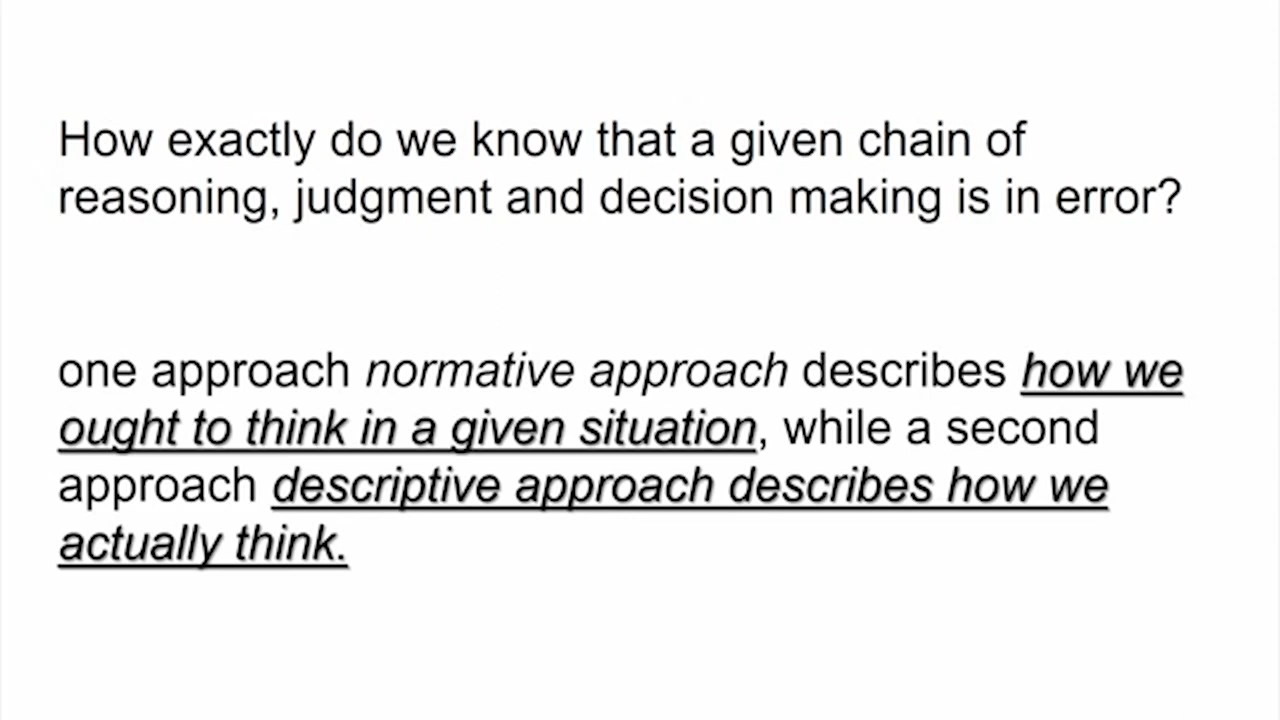 How exactly do we know that a given chain of
reasoning, judgment and decision making is in error?
one approach normative approach describes how we
ought to think in a given situation, while a second
approach descriptive approach describes how we
actually think.